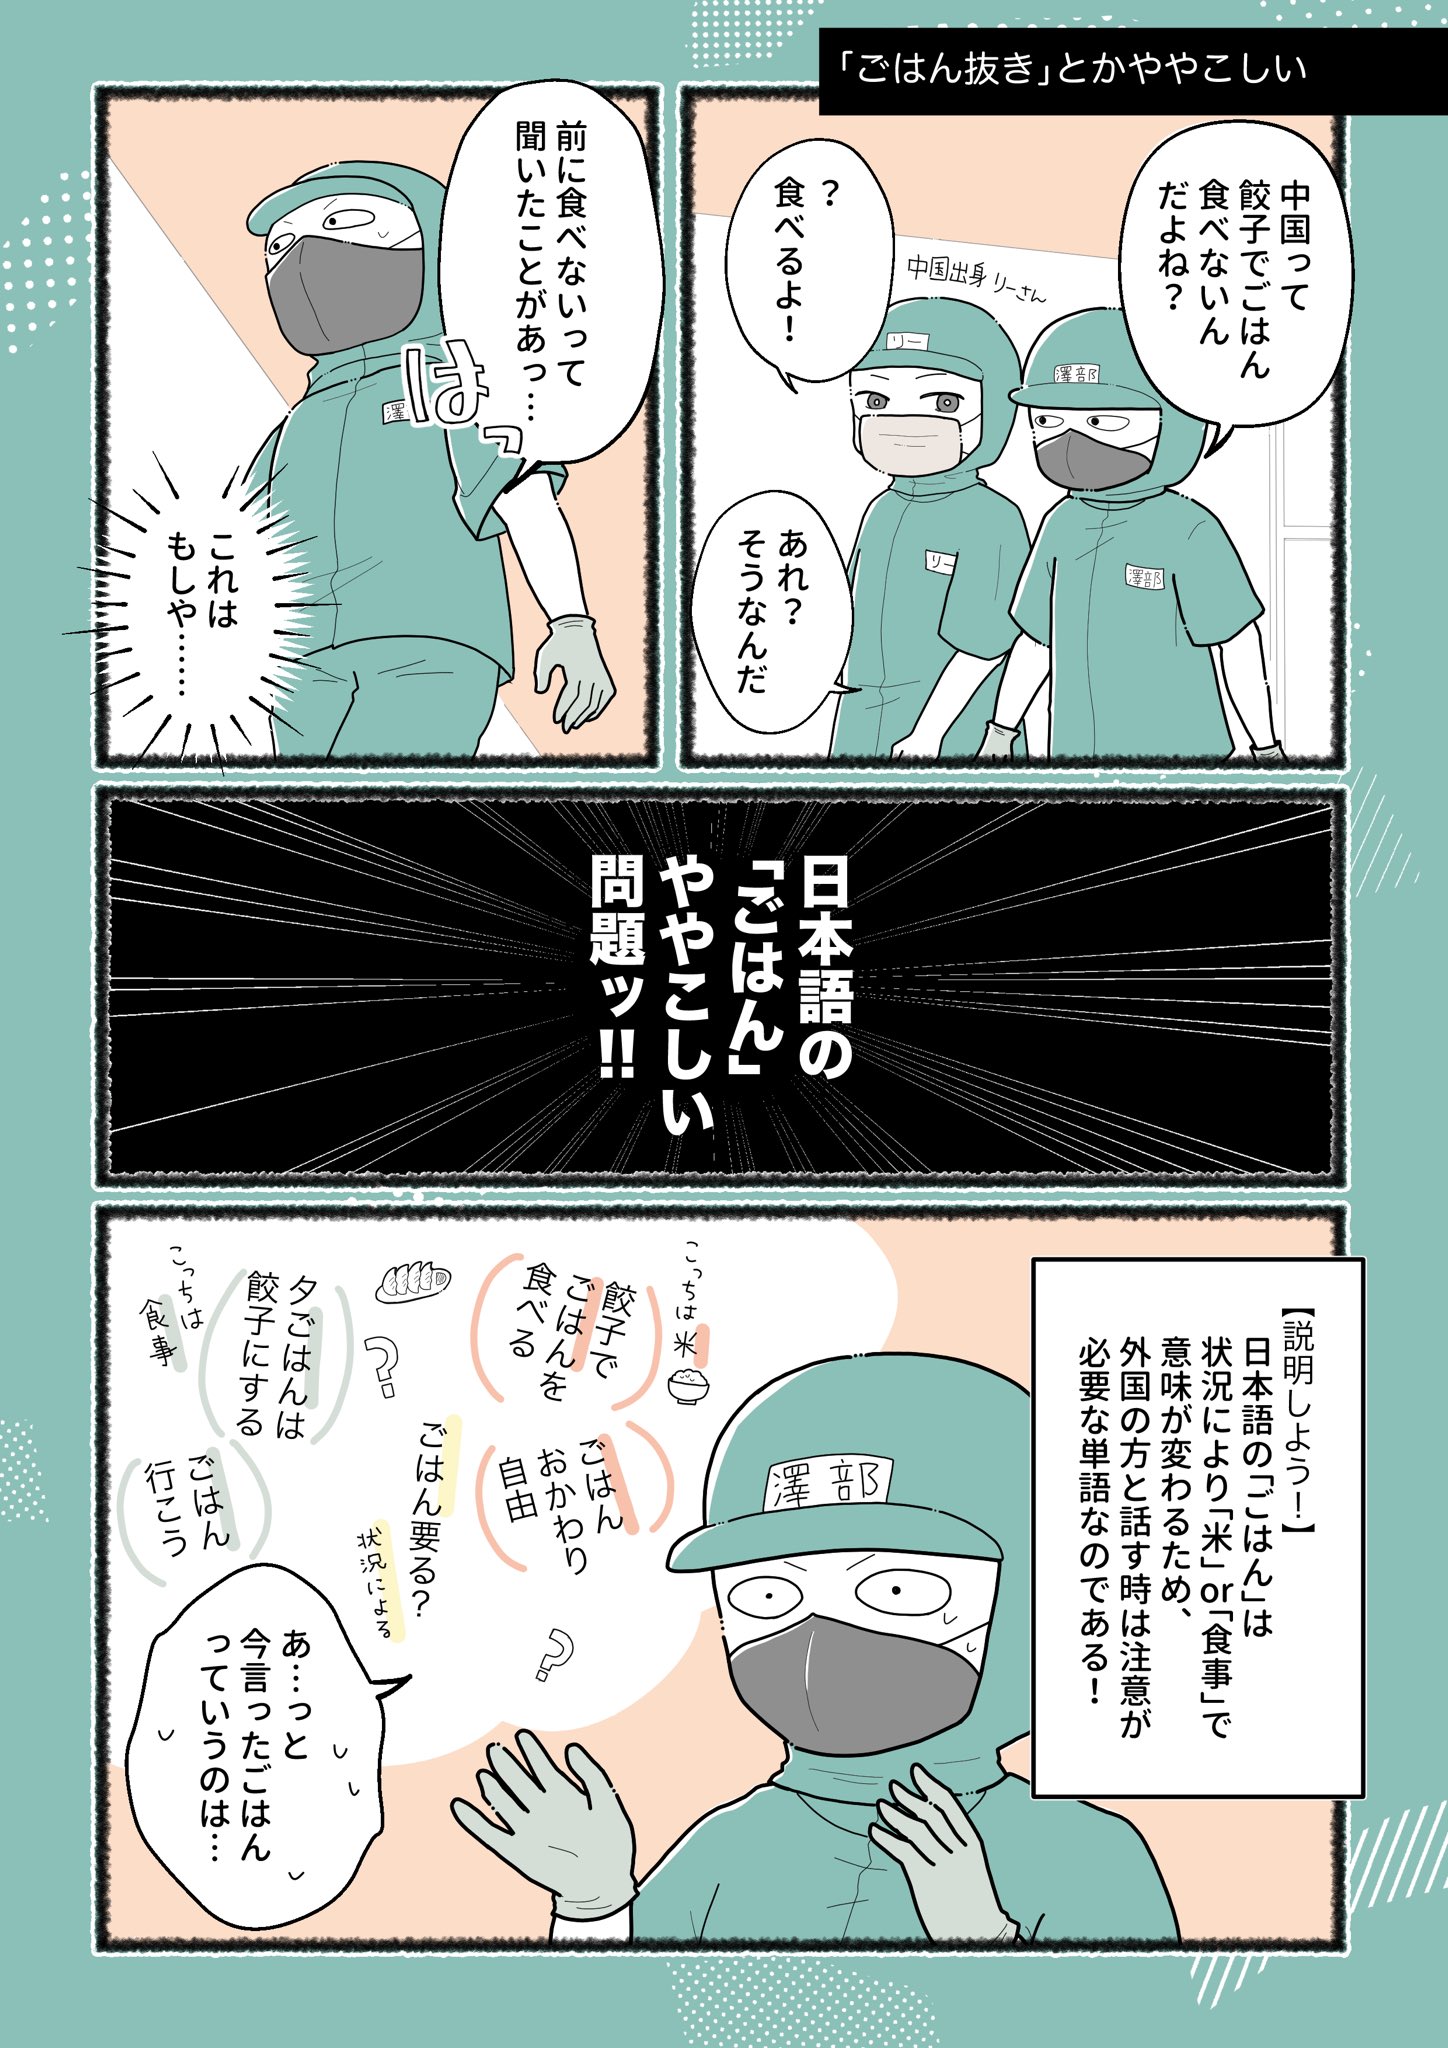 「ごはん抜き」とかややこしい
中国って
餃子でごはん
食べないん
だよね？
？
食べるよ！
中国出身 リーさん
リー
澤部
リー
澤部
あれ？
そうなんだ
前に食べないって
聞いたことがあっ…
はっ
澤
これは
もしや……
日本語の
「ごはん」
ややこしい
問題ッ!!
【説明しよう！】
日本語の「ごはん」は
状況により「米」or「食事」で
意味が変わるため、
外国の方と話す時は注意が
必要な単語なのである！
こっちは米
餃子で
ごはんを
食べる
ごはん
おかわり
自由
?
ごはん要る？
状況による
?
夕ごはんは
餃子にする
こっちは
食事
ごはん
行こう
澤部
あ…っと
今言ったごはん
っていうのは…